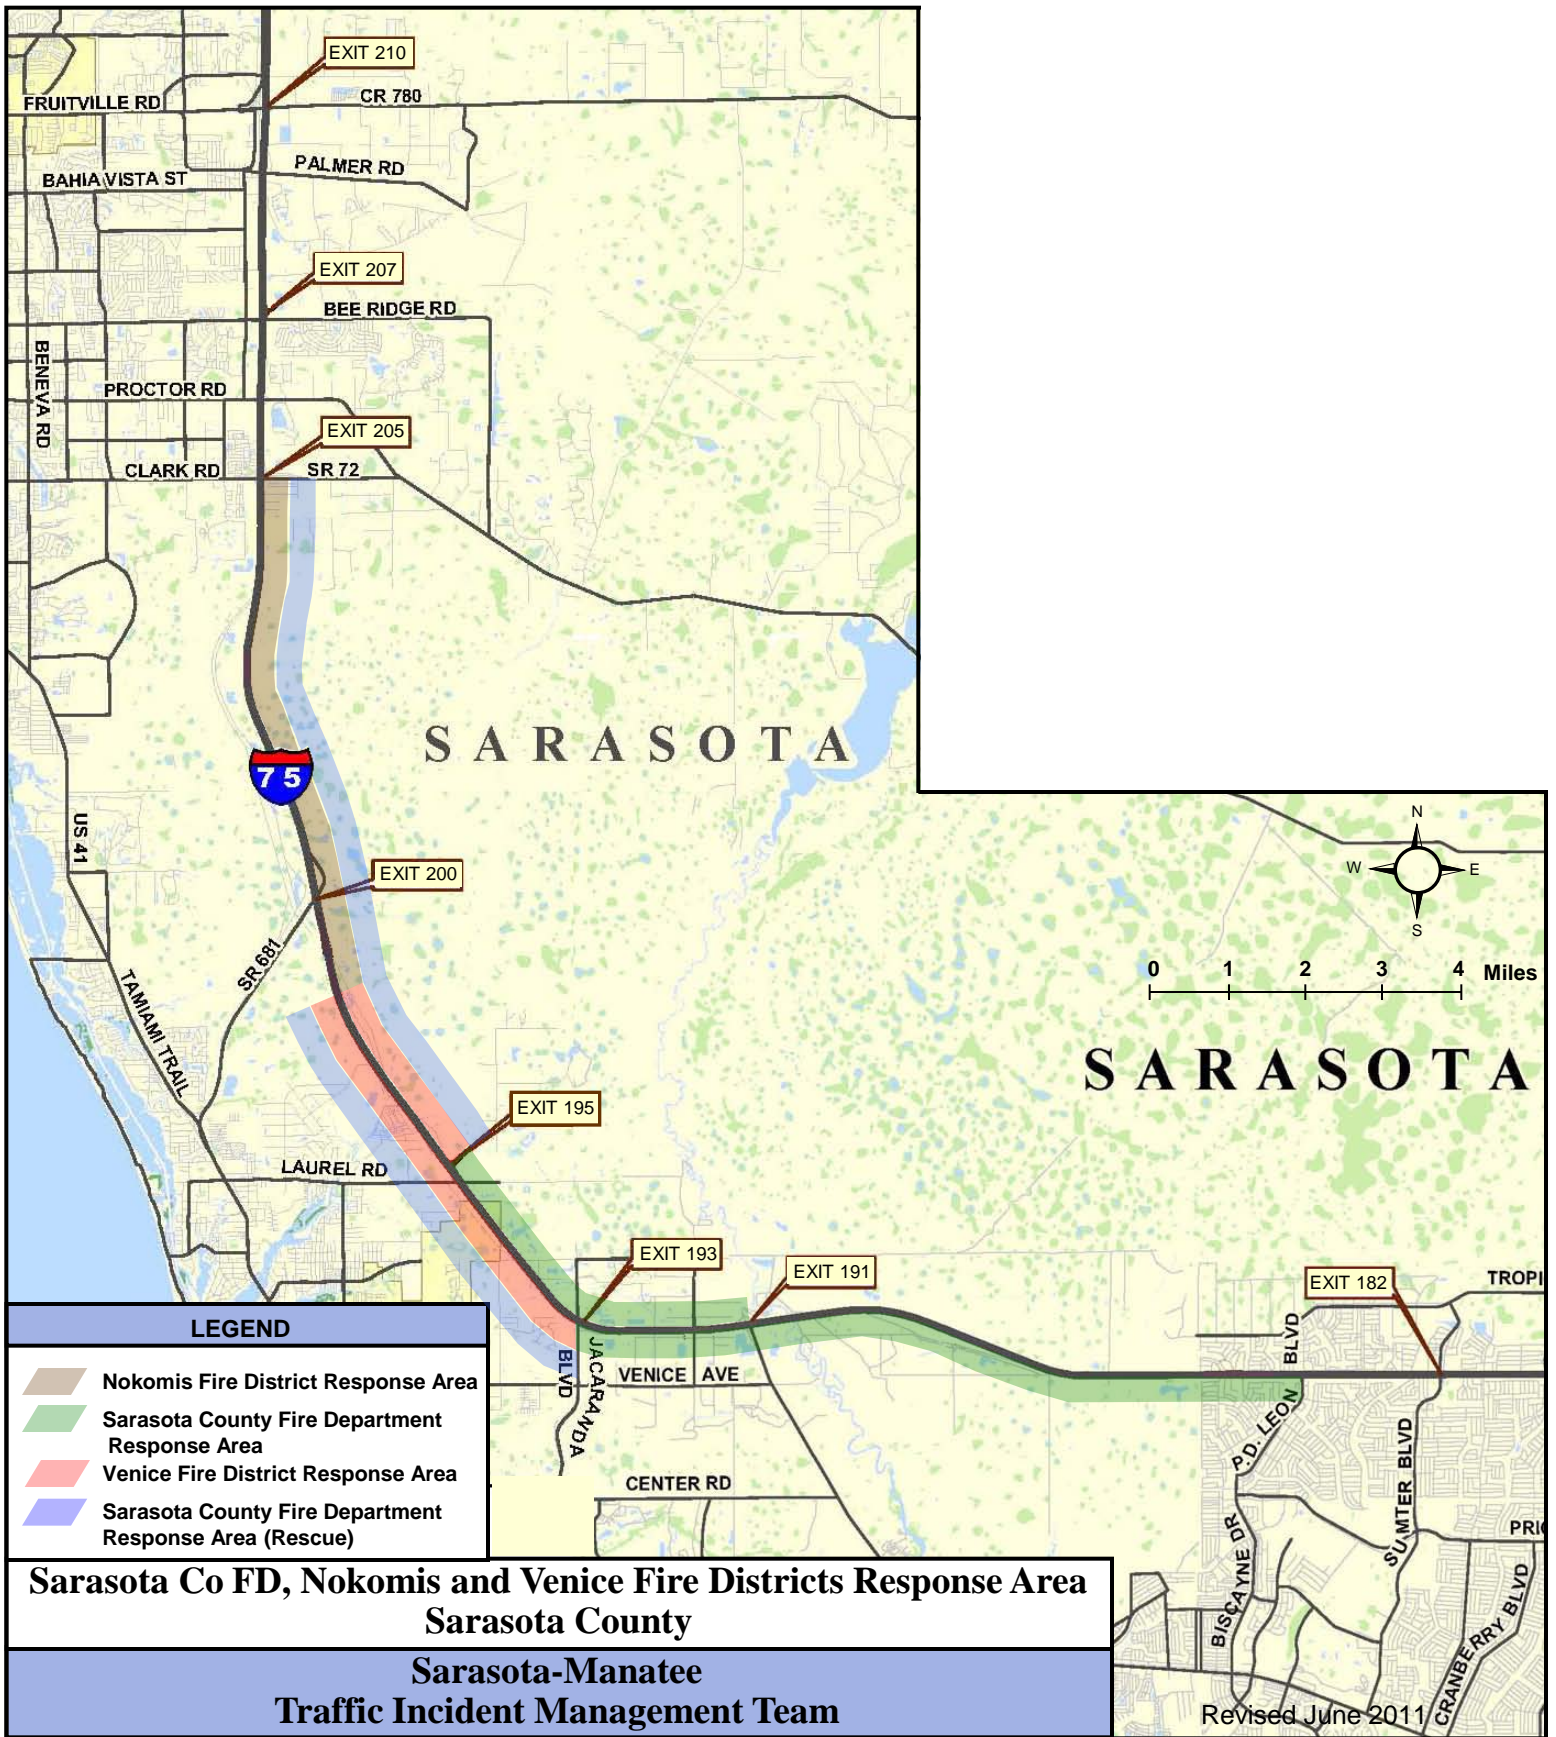 EXIT 210
FRUITVILLE RD
CR 780
PALMER RD
BAHIA VISTA ST
EXIT 207
BEE RIDGE RD
BENEVA RD
PROCTOR RD
EXIT 205
CLARK RD
SR 72
SARASOTA
75
US 41
EXIT 200
SR 681
TAMIAMI TRAIL
N
W
E
S
0 1 2 3 4 Miles
SARASOTA
EXIT 195
LAUREL RD
EXIT 193
EXIT 191
EXIT 182
TROPI
BLVD
JACARANDA
BLVD
VENICE AVE
P.D. LEON
CENTER RD
SUMTER BLVD
BISCAYNE DR
PRI
CRANBERRY BLVD
LEGEND
Nokomis Fire District Response Area
Sarasota County Fire Department
Response Area
Venice Fire District Response Area
Sarasota County Fire Department
Response Area (Rescue)
Sarasota Co FD, Nokomis and Venice Fire Districts Response Area
Sarasota County
Sarasota-Manatee
Traffic Incident Management Team
Revised June 2011